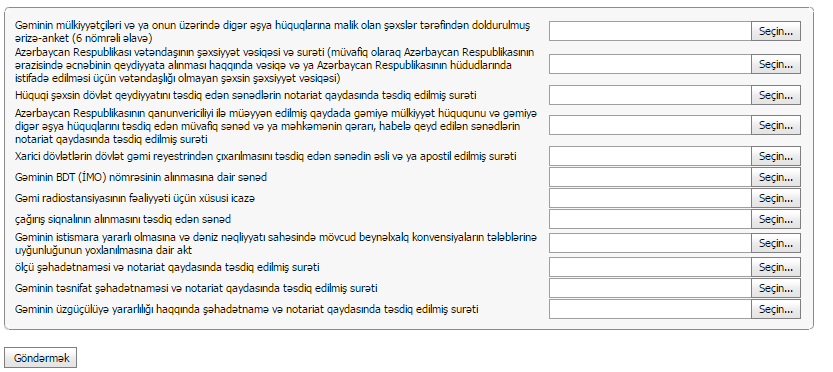 Gəminin mülkiyyətçiləri və ya onun üzərində digər əşya hüquqlarına malik olan şəxslər tərəfindən doldurulmuş
ərizə-anket (6 nömrəli əlavə)
Seçin...
Azərbaycan Respublikası vətəndaşının şəxsiyyət vəsiqəsi və surəti (müvafiq olaraq Azərbaycan Respublikasının
ərazisində əcnəbinin qeydiyyata alınması haqqında vəsiqə və ya Azərbaycan Respublikasının hüdudlarında
istifadə edilməsi üçün vətəndaşlığı olmayan şəxsin şəxsiyyət vəsiqəsi)
Seçin...
Hüquqi şəxsin dövlət qeydiyyatını təsdiq edən sənədlərin notariat qaydasında təsdiq edilmiş surəti
Seçin...
Azərbaycan Respublikasının qanunvericiliyi ilə müəyyən edilmiş qaydada gəmiyə mülkiyyət hüququnu və gəmiyə
digər əşya hüquqlarını təsdiq edən müvafiq sənəd və ya məhkəmənin qərarı, habelə qeyd edilən sənədlərin
notariat qaydasında təsdiq edilmiş surəti
Seçin...
Xarici dövlətlərin dövlət gəmi reyestrindən çıxarılmasını təsdiq edən sənədin əsli və ya apostil edilmiş surəti
Seçin...
Gəminin BDT (İMO) nömrəsinin alınmasına dair sənəd
Seçin...
Gəmi radiostansiyasının fəaliyyəti üçün xüsusi icazə
Seçin...
çağırış siqnalının alınmasını təsdiq edən sənəd
Seçin...
Gəminin istismara yararlı olmasına və dəniz nəqliyyatı sahəsində mövcud beynəlxalq konvensiyaların tələblərinə
uyğunluğunun yoxlanılmasına dair akt
Seçin...
ölçü şəhadətnaməsi və notariat qaydasında təsdiq edilmiş surəti
Seçin...
Gəminin təsnifat şəhadətnaməsi və notariat qaydasında təsdiq edilmiş surəti
Seçin...
Gəminin üzgüçülüyə yararlılığı haqqında şəhadətnamə və notariat qaydasında təsdiq edilmiş surəti
Seçin...
Göndərmək